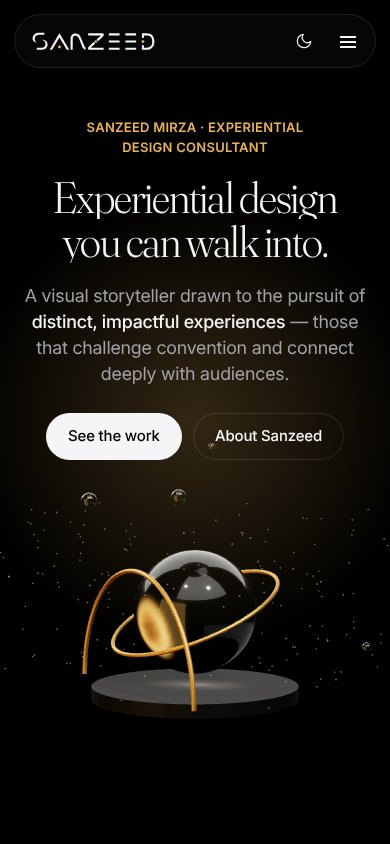 SANZEED
SANZEED MIRZA · EXPERIENTIAL
DESIGN CONSULTANT
Experiential design
you can walk into.
A visual storyteller drawn to the pursuit of
distinct, impactful experiences — those
that challenge convention and connect
deeply with audiences.
See the work
About Sanzeed